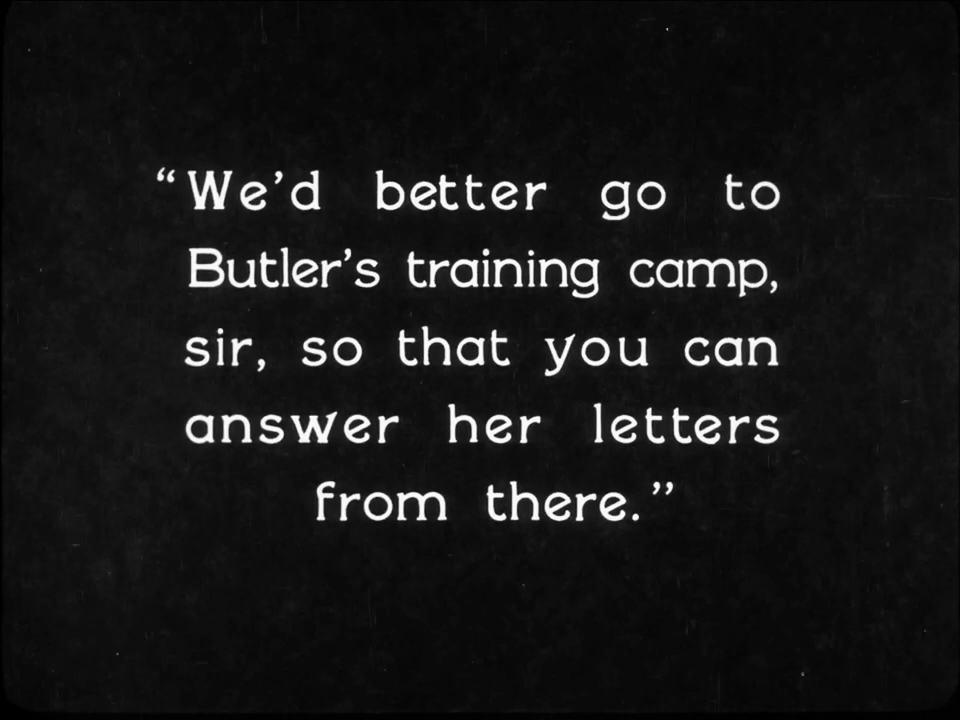 “We’d better go to
Butler’s training camp,
sir, so that you can
answer her letters
from there.”